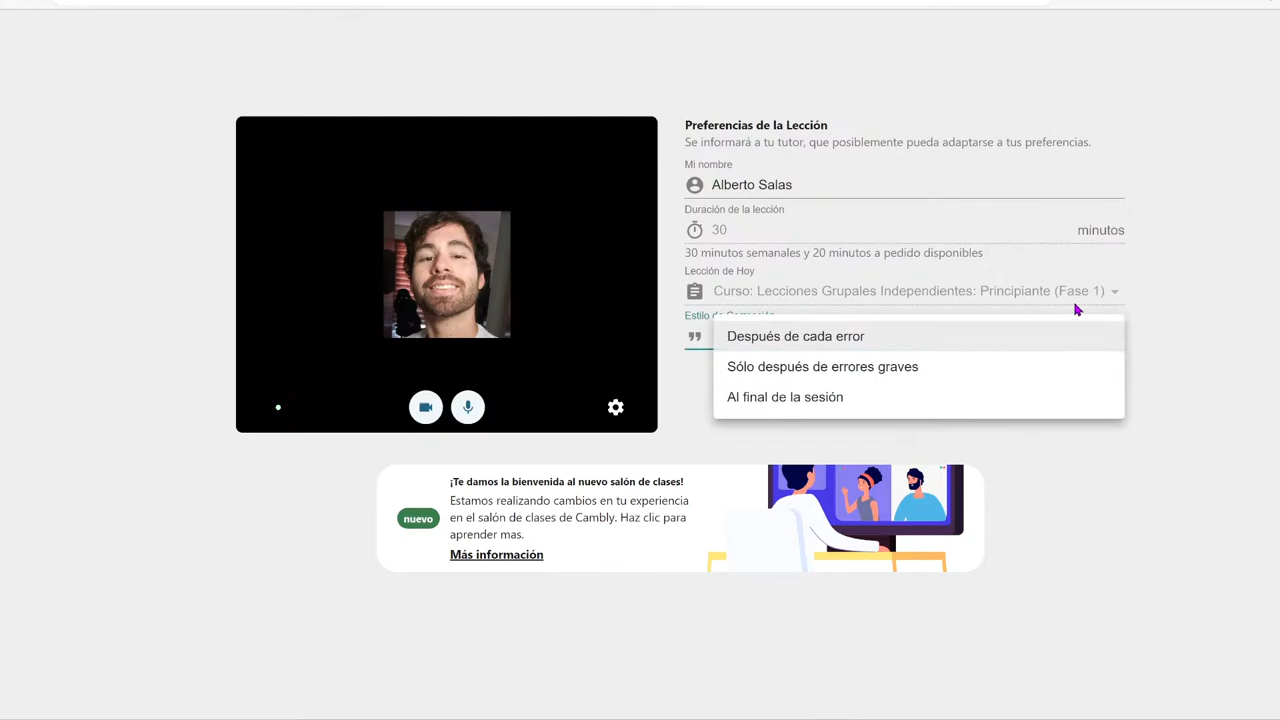 Preferencias de la Lección
Se informará a tu tutor, que posiblemente pueda adaptarse a tus preferencias.
Mi nombre
Alberto Salas
Duración de la lección
30 minutos
30 minutos semanales y 20 minutos a pedido disponibles
Lección de Hoy
Curso: Lecciones Grupales Independientes: Principiante (Fase 1)
Estilo de Corrección
Después de cada error
Sólo después de errores graves
Al final de la sesión
nuevo
¡Te damos la bienvenida al nuevo salón de clases!
Estamos realizando cambios en tu experiencia
en el salón de clases de Cambly. Haz clic para
aprender mas.
Más información